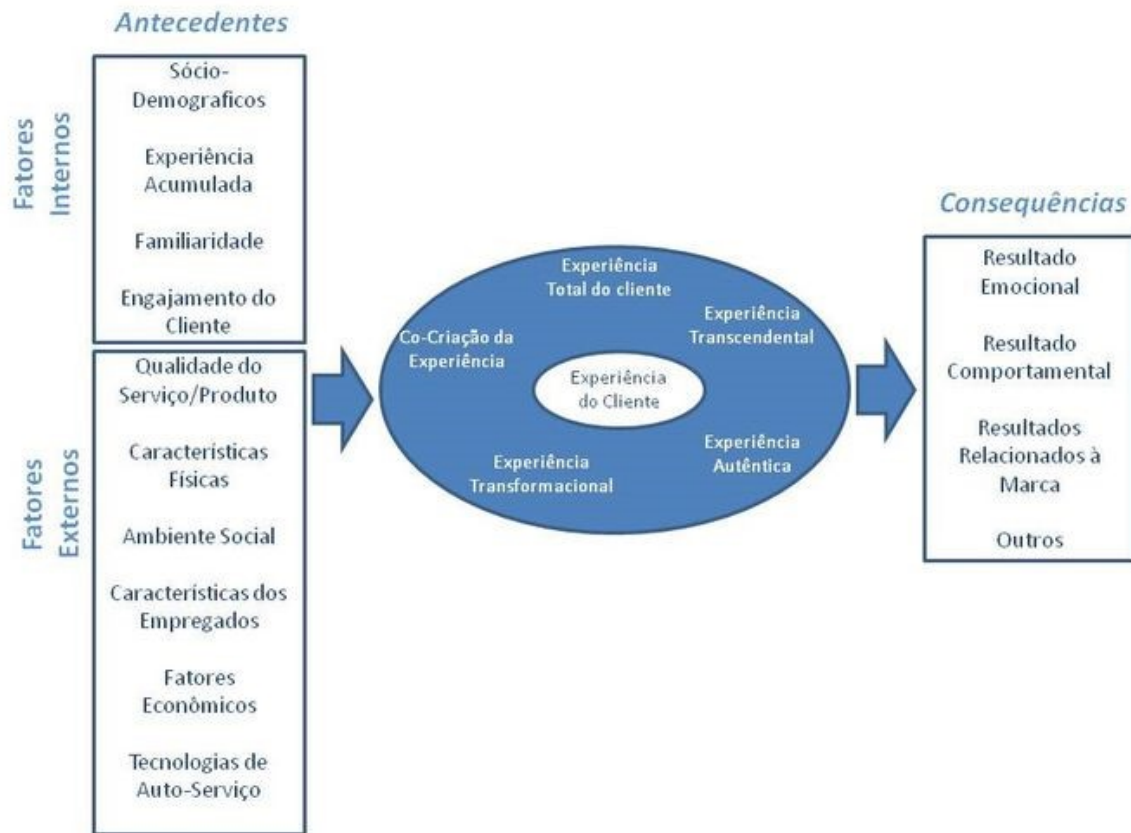 Antecedentes
Fatores
Internos
Sócio-
Demograficos
Experiência
Acumulada
Familiaridade
Engajamento do
Cliente
Fatores
Externos
Qualidade do
Serviço/Produto
Características
Físicas
Ambiente Social
Características dos
Empregados
Fatores
Econômicos
Tecnologias de
Auto-Serviço
Experiência
Total do cliente
Experiência
Transcendental
Co-Criação da
Experiência
Experiência
do Cliente
Experiência
Autêntica
Experiência
Transformacional
Consequências
Resultado
Emocional
Resultado
Comportamental
Resultados
Relacionados à
Marca
Outros